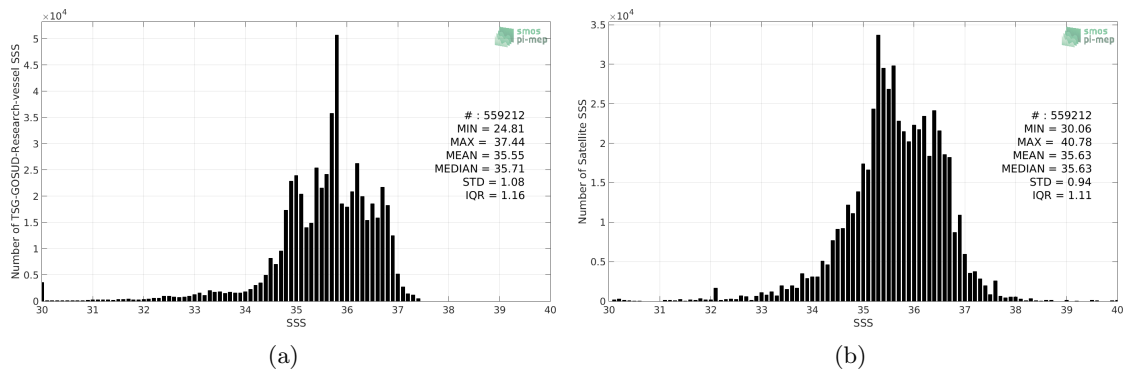 ×10⁴
5
4.5
4
3.5
3
2.5
2
1.5
1
0.5
0
Number of TSG-GOSUD-Research-vessel SSS
30 31 32 33 34 35 36 37 38 39 40
SSS
smos
pi-mep
# : 559212
MIN = 24.81
MAX = 37.44
MEAN = 35.55
MEDIAN = 35.71
STD = 1.08
IQR = 1.16
(a)
×10⁴
3.5
3
2.5
2
1.5
1
0.5
0
Number of Satellite SSS
30 31 32 33 34 35 36 37 38 39 40
SSS
smos
pi-mep
# : 559212
MIN = 30.06
MAX = 40.78
MEAN = 35.63
MEDIAN = 35.63
STD = 0.94
IQR = 1.11
(b)